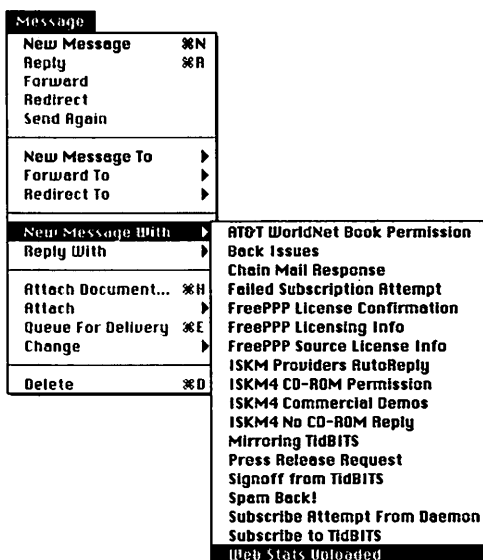 Message
New Message ⌘N
Reply ⌘R
Forward
Redirect
Send Again
New Message To
Forward To
Redirect To
New Message With
Reply With
Attach Document... ⌘H
Attach
Queue For Delivery ⌘E
Change
Delete ⌘D
AT&T WorldNet Book Permission
Back Issues
Chain Mail Response
Failed Subscription Attempt
FreePPP License Confirmation
FreePPP Licensing Info
FreePPP Source License Info
ISKM Providers AutoReply
ISKM4 CD-ROM Permission
ISKM4 Commercial Demos
ISKM4 No CD-ROM Reply
Mirroring TidBITS
Press Release Request
Signoff from TidBITS
Spam Back!
Subscribe Attempt From Daemon
Subscribe to TidBITS
Web Stats Uploaded